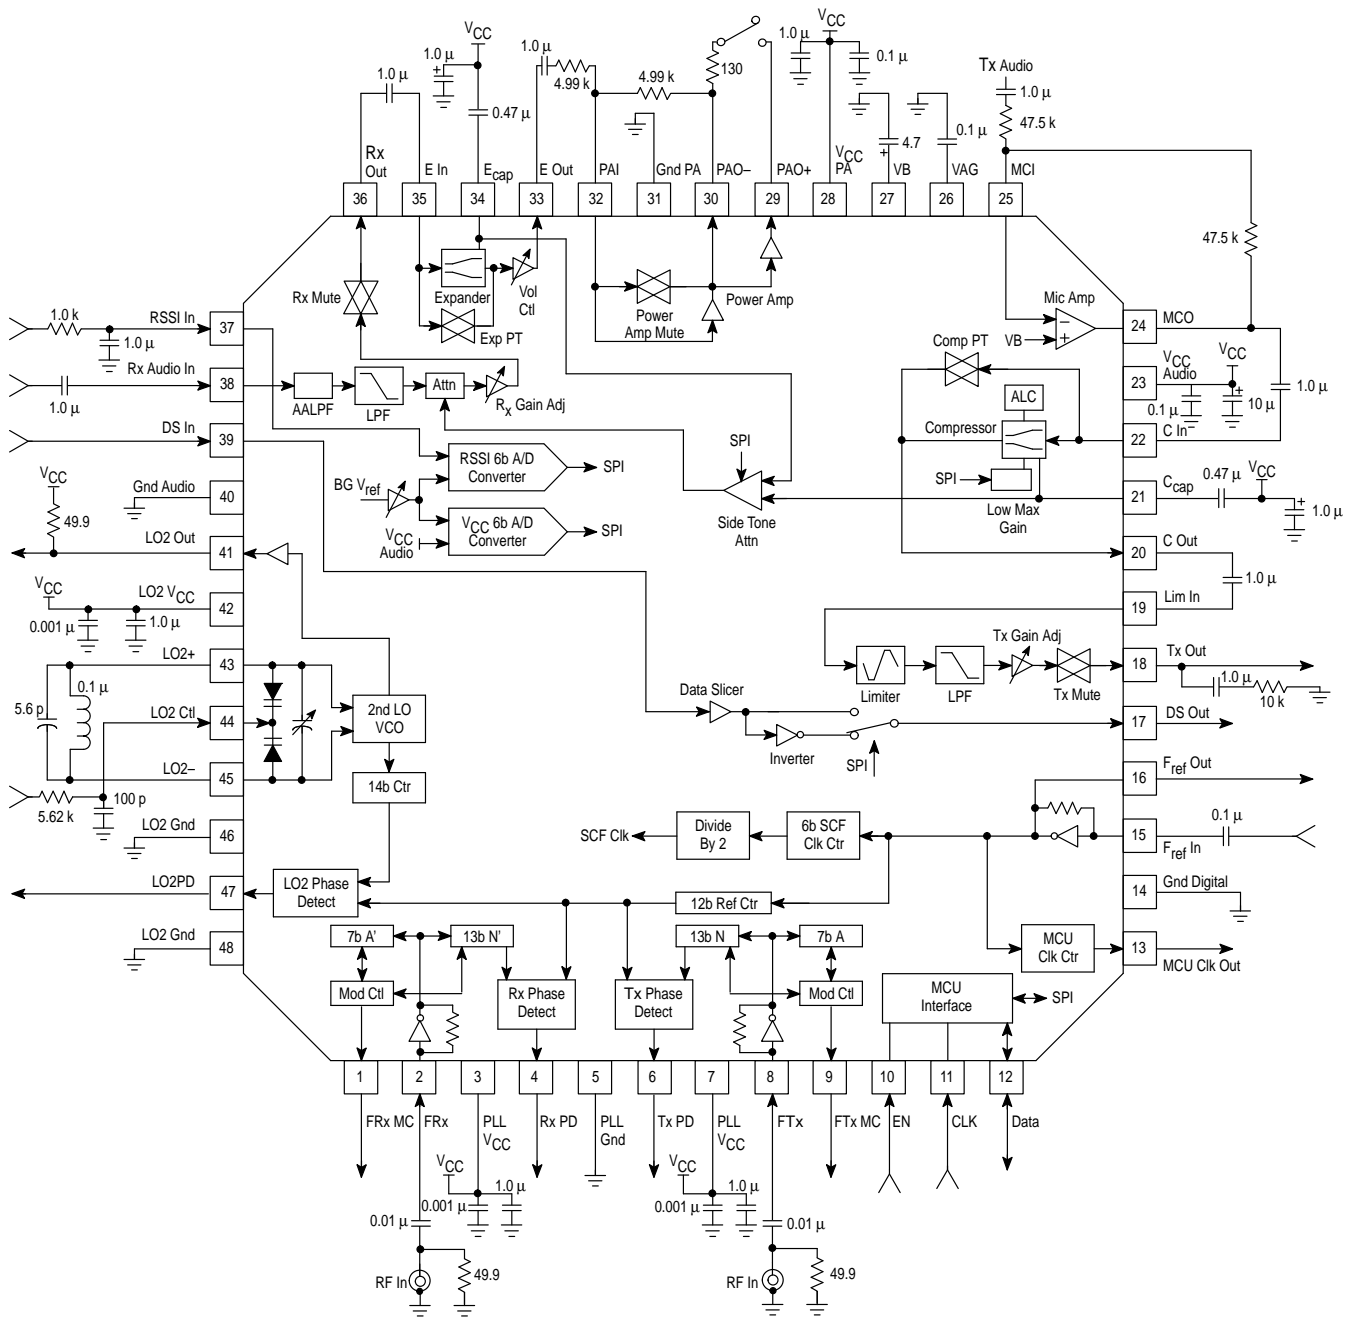 VCC
1.0 µ
1.0 µ
0.47 µ
1.0 µ
4.99 k
4.99 k
130
1.0 µ
VCC
0.1 µ
4.7
0.1 µ
Tx Audio
1.0 µ
47.5 k
47.5 k
Rx Out
E In
Ecap
E Out
PAI
Gnd PA
PAO–
PAO+
VCC PA
VB
VAG
MCI
36
35
34
33
32
31
30
29
28
27
26
25
Rx Mute
Expander
Exp PT
Vol Ctl
Power Amp Mute
Power Amp
Mic Amp
VB
–
+
1.0 k
1.0 µ
RSSI In
37
Rx Audio In
38
1.0 µ
AALPF
LPF
Attn
Rx Gain Adj
DS In
39
Comp PT
ALC
Compressor
SPI
Low Max Gain
24
MCO
VCC Audio
VCC
23
0.1 µ
10 µ
1.0 µ
22
C In
RSSI 6b A/D Converter
SPI
BG Vref
VCC 6b A/D Converter
SPI
VCC Audio
SPI
Side Tone Attn
VCC
49.9
Gnd Audio
40
LO2 Out
41
21
Ccap
0.47 µ
VCC
1.0 µ
20
C Out
1.0 µ
19
Lim In
VCC
LO2 VCC
42
0.001 µ
1.0 µ
LO2+
43
5.6 p
0.1 µ
LO2 Ctl
44
LO2–
45
2nd LO VCO
14b Ctr
Limiter
LPF
Tx Gain Adj
Tx Mute
18
Tx Out
1.0 µ
10 k
Data Slicer
Inverter
SPI
17
DS Out
16
Fref Out
5.62 k
100 p
LO2 Gnd
46
SCF Clk
Divide By 2
6b SCF Clk Ctr
15
Fref In
0.1 µ
LO2PD
47
LO2 Phase Detect
12b Ref Ctr
14
Gnd Digital
LO2 Gnd
48
7b A'
13b N'
13b N
7b A
MCU Clk Ctr
13
MCU Clk Out
Mod Ctl
Rx Phase Detect
Tx Phase Detect
Mod Ctl
MCU Interface
SPI
1
2
3
4
5
6
7
8
9
10
11
12
FRx MC
FRx
PLL VCC
Rx PD
PLL Gnd
Tx PD
PLL VCC
FTx
FTx MC
EN
CLK
Data
VCC
0.001 µ
1.0 µ
VCC
0.001 µ
1.0 µ
0.01 µ
0.01 µ
RF In
49.9
RF In
49.9